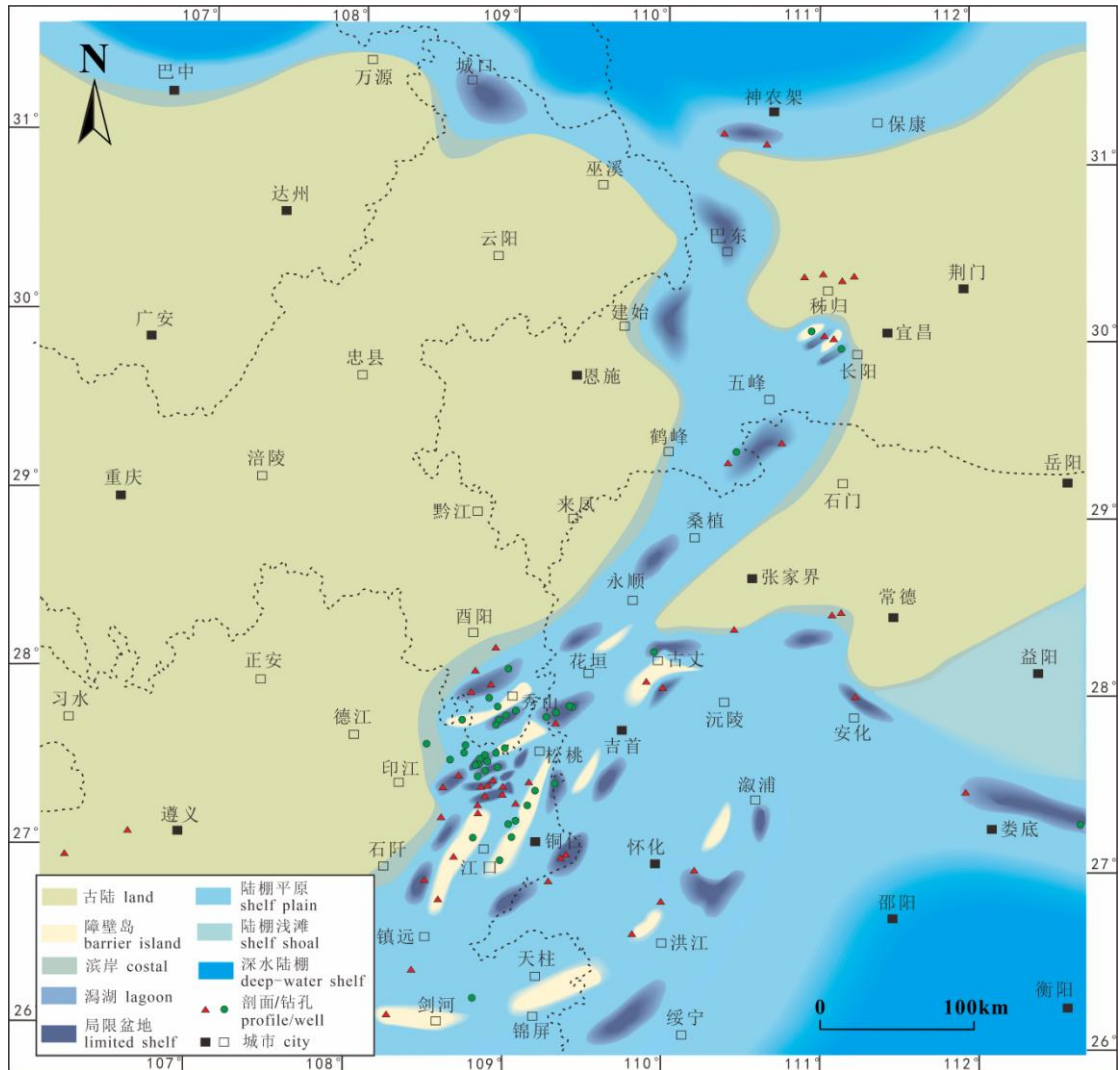 107° 108° 109° 110° 111° 112°
N
巴中
万源
城口
神农架
保康
31°
31°
巫溪
达州
云阳
巴东
荆门
秭归
30°
30°
广安
建始
宜昌
忠县
恩施
长阳
五峰
鹤峰
29°
涪陵
岳阳
重庆
石门
黔江
来凤
29°
桑植
张家界
永顺
常德
酉阳
28°
28°
正安
花垣
古丈
益阳
习水
秀山
沅陵
德江
安化
吉首
松桃
印江
溆浦
遵义
27°
娄底
铜仁
怀化
石阡
江口
27°
邵阳
镇远
洪江
天柱
剑河
锦屏
绥宁
衡阳
26°
26°
古陆 land
陆棚平原
shelf plain
障壁岛
barrier island
陆棚浅滩
shelf shoal
滨岸 costal
深水陆棚
deep-water shelf
潟湖 lagoon
剖面/钻孔
profile/well
局限盆地
limited shelf
城市 city
0 100km
107° 108° 109° 110° 111° 112°